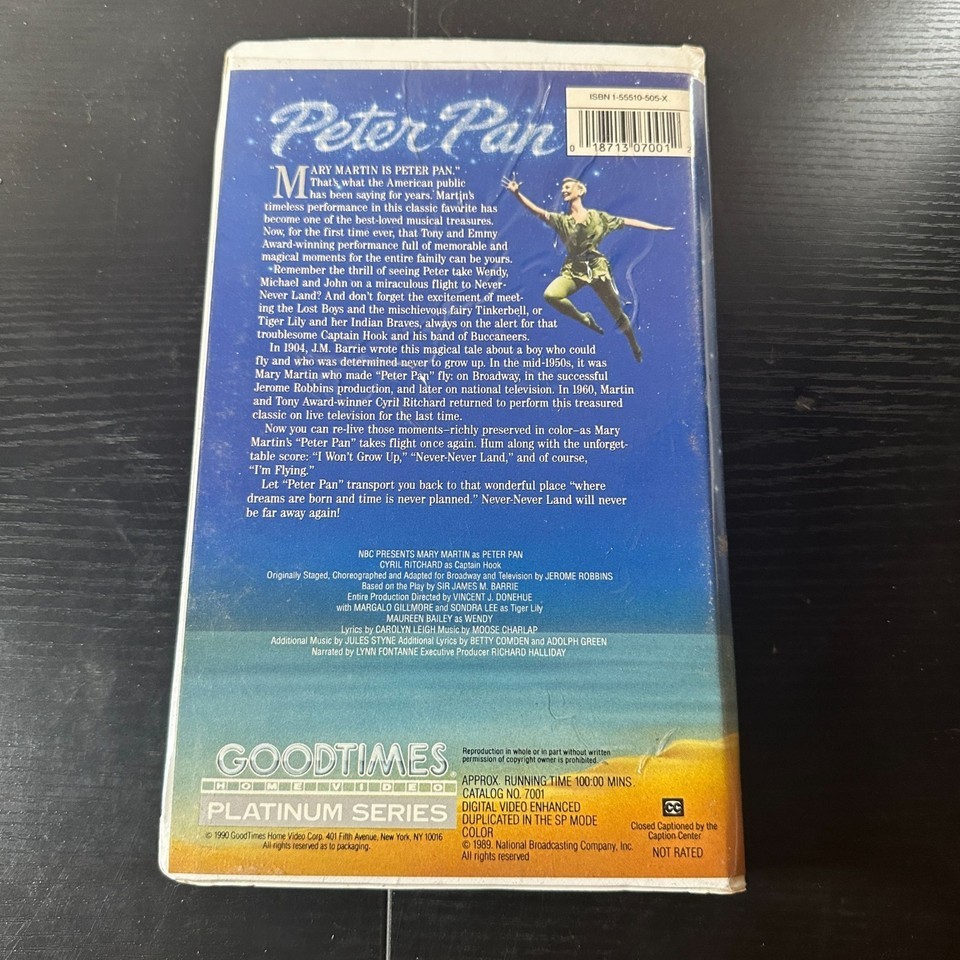 Peter Pan
ISBN 1-55510-505-X
0 18713 07001 2
MARY MARTIN IS PETER PAN."
That's what the American public
has been saying for years. Martin's
timeless performance in this classic favorite has
become one of the best-loved musical treasures.
Now, for the first time ever, that Tony and Emmy
Award-winning performance full of memorable and
magical moments for the entire family can be yours.
Remember the thrill of seeing Peter take Wendy,
Michael and John on a miraculous flight to Never-
Never Land? And don't forget the excitement of meet-
ing the Lost Boys and the mischievous fairy Tinkerbell, or
Tiger Lily and her Indian Braves, always on the alert for that
troublesome Captain Hook and his band of Buccaneers.
In 1904, J.M. Barrie wrote this magical tale about a boy who could
fly and who was determined never to grow up. In the mid-1950s, it was
Mary Martin who made "Peter Pan" fly: on Broadway, in the successful
Jerome Robbins production, and later on national television. In 1960, Martin
and Tony Award-winner Cyril Ritchard returned to perform this treasured
classic on live television for the last time.
Now you can re-live those moments—richly preserved in color—as Mary
Martin's "Peter Pan" takes flight once again. Hum along with the unforget-
table score: "I Won't Grow Up," "Never-Never Land," and of course,
"I'm Flying."
Let "Peter Pan" transport you back to that wonderful place "where
dreams are born and time is never planned." Never-Never Land will never
be far away again!
NBC PRESENTS MARY MARTIN as PETER PAN
CYRIL RITCHARD as Captain Hook
Originally Staged, Choreographed and Adapted for Broadway and Television by JEROME ROBBINS
Based on the Play by SIR JAMES M. BARRIE
Entire Production Directed by VINCENT J. DONEHUE
with MARGALO GILLMORE and SONDRA LEE as Tiger Lily
MAUREEN BAILEY as WENDY
Lyrics by CAROLYN LEIGH Music by MOOSE CHARLAP
Additional Music by JULES STYNE Additional Lyrics by BETTY COMDEN and ADOLPH GREEN
Narrated by LYNN FONTANNE Executive Producer RICHARD HALLIDAY
GOODTIMES®
HOME VIDEO
PLATINUM SERIES
© 1990 GoodTimes Home Video Corp. 401 Fifth Avenue, New York, NY 10016
All rights reserved as to packaging.
Reproduction in whole or in part without written
permission of copyright owner is prohibited.
APPROX. RUNNING TIME 100:00 MINS.
CATALOG NO. 7001
DIGITAL VIDEO ENHANCED
DUPLICATED IN THE SP MODE
COLOR
© 1989. National Broadcasting Company, Inc.
All rights reserved
CC
Closed Captioned by the
Caption Center
NOT RATED